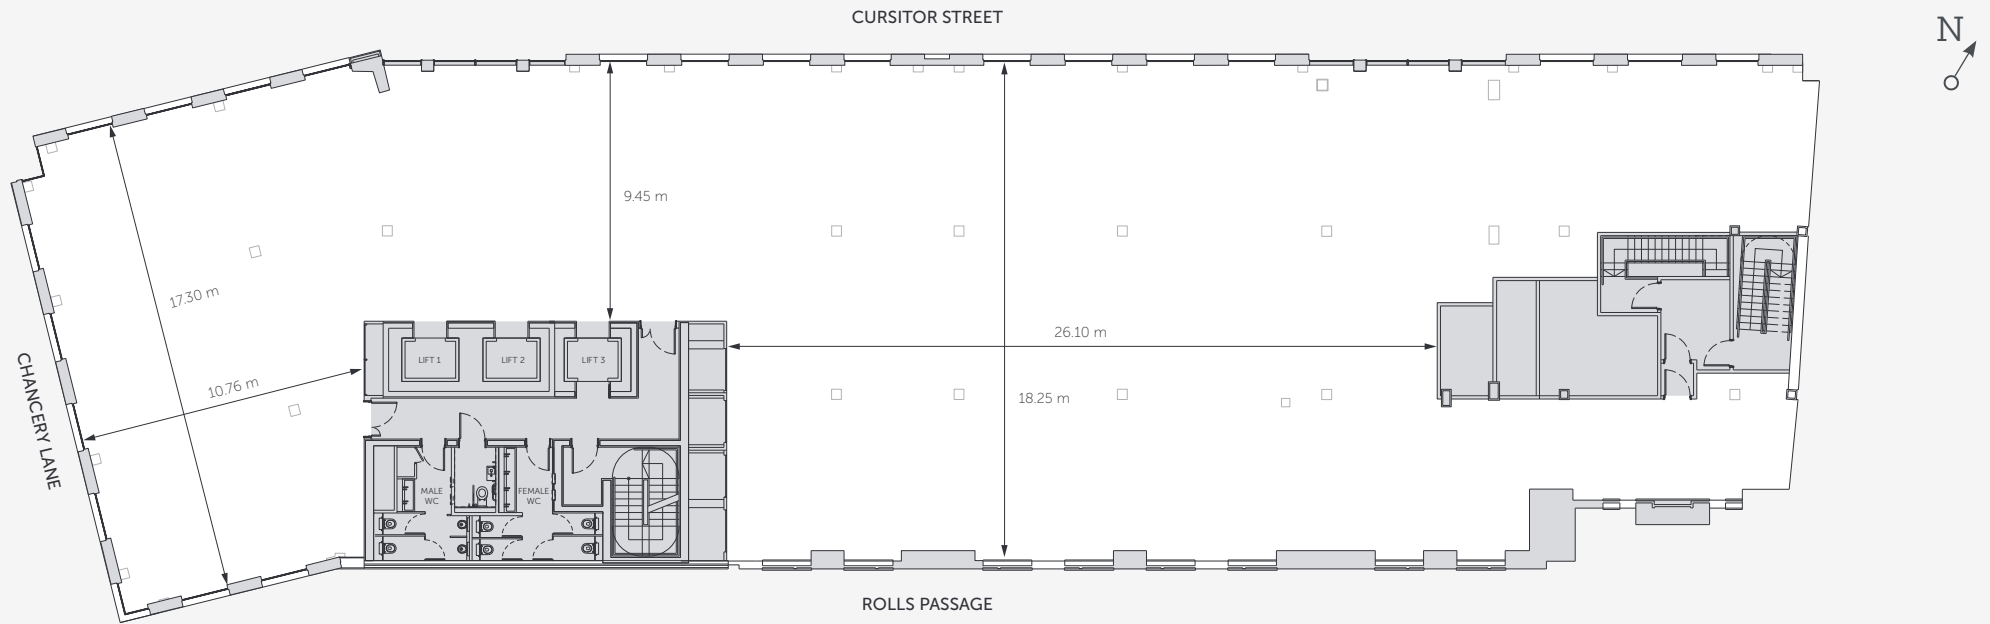 CURSITOR STREET
N
9.45 m
17.30 m
26.10 m
LIFT 1
LIFT 2
LIFT 3
CHANCERY LANE
10.76 m
18.25 m
MALE
WC
FEMALE
WC
ROLLS PASSAGE